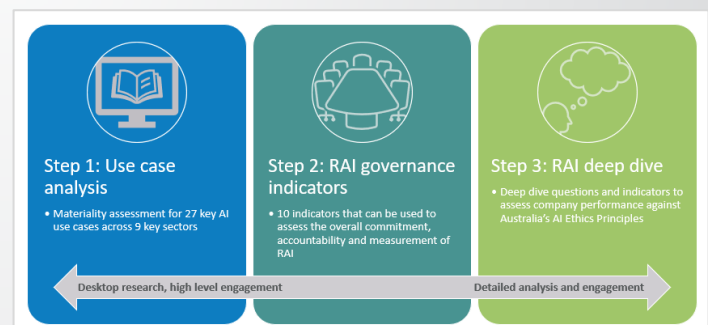 Step 1: Use case
analysis
• Materiality assessment for 27 key AI
use cases across 9 key sectors
Step 2: RAI governance
indicators
• 10 indicators that can be used to
assess the overall commitment,
accountability and measurement of
RAI
Step 3: RAI deep dive
• Deep dive questions and indicators to
assess company performance against
Australia's AI Ethics Principles
Desktop research, high level engagement
Detailed analysis and engagement